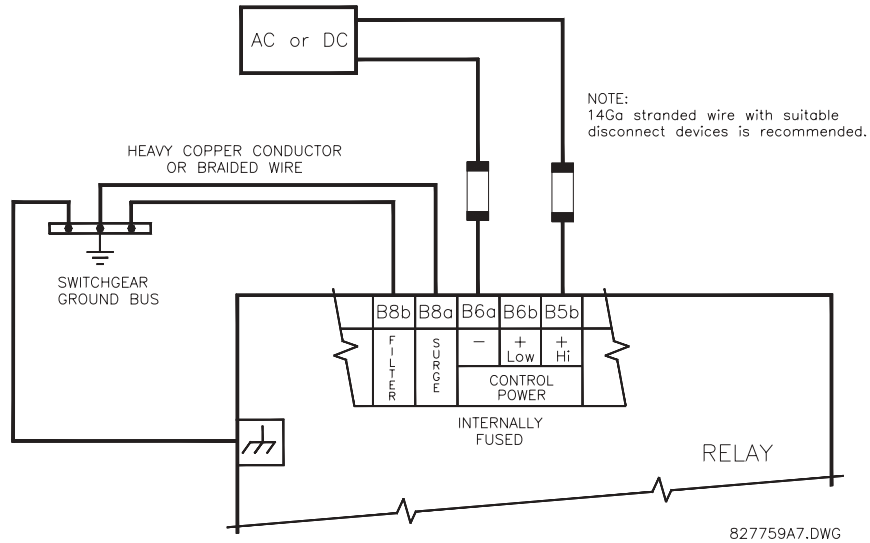 AC or DC
NOTE:
14Ga stranded wire with suitable
disconnect devices is recommended.
HEAVY COPPER CONDUCTOR
OR BRAIDED WIRE
SWITCHGEAR
GROUND BUS
B8b B8a B6a B6b B5b
FILTER
SURGE
−
+
Low
+
Hi
CONTROL
POWER
INTERNALLY
FUSED
RELAY
827759A7.DWG